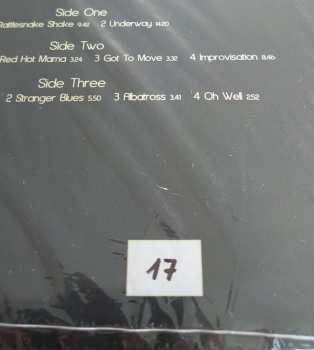 Side One
Rattlesnake Shake 9:42 2 Underway 14:20
Side Two
Red Hot Mama 3:24 3 Got To Move 3:32 4 Improvisation 8:46
Side Three
2 Stranger Blues 5:50 3 Albatross 3:41 4 Oh Well 2:52
17